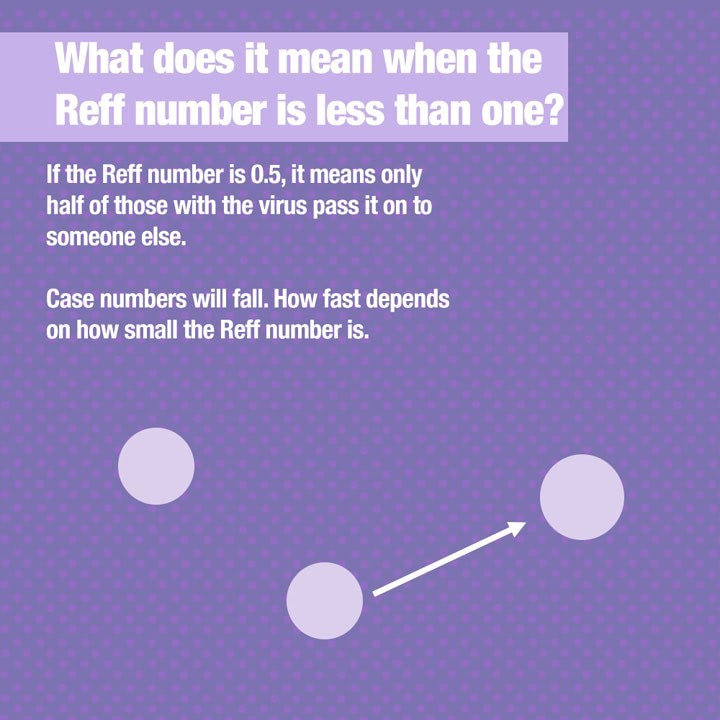 What does it mean when the
Reff number is less than one?
If the Reff number is 0.5, it means only
half of those with the virus pass it on to
someone else.
Case numbers will fall. How fast depends
on how small the Reff number is.